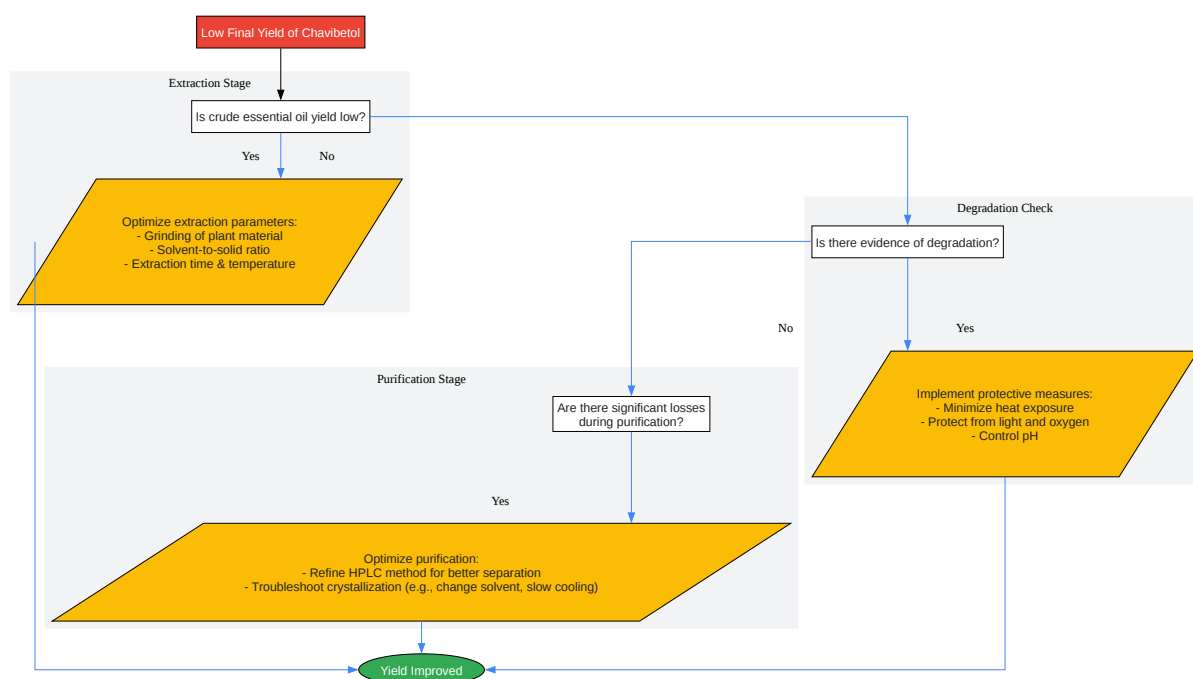 Low Final Yield of Chavibetol
Extraction Stage
Is crude essential oil yield low?
Yes
No
Optimize extraction parameters:
- Grinding of plant material
- Solvent-to-solid ratio
- Extraction time & temperature
Degradation Check
Is there evidence of degradation?
No
Yes
Implement protective measures:
- Minimize heat exposure
- Protect from light and oxygen
- Control pH
Purification Stage
Are there significant losses
during purification?
Yes
Optimize purification:
- Refine HPLC method for better separation
- Troubleshoot crystallization (e.g., change solvent, slow cooling)
Yield Improved